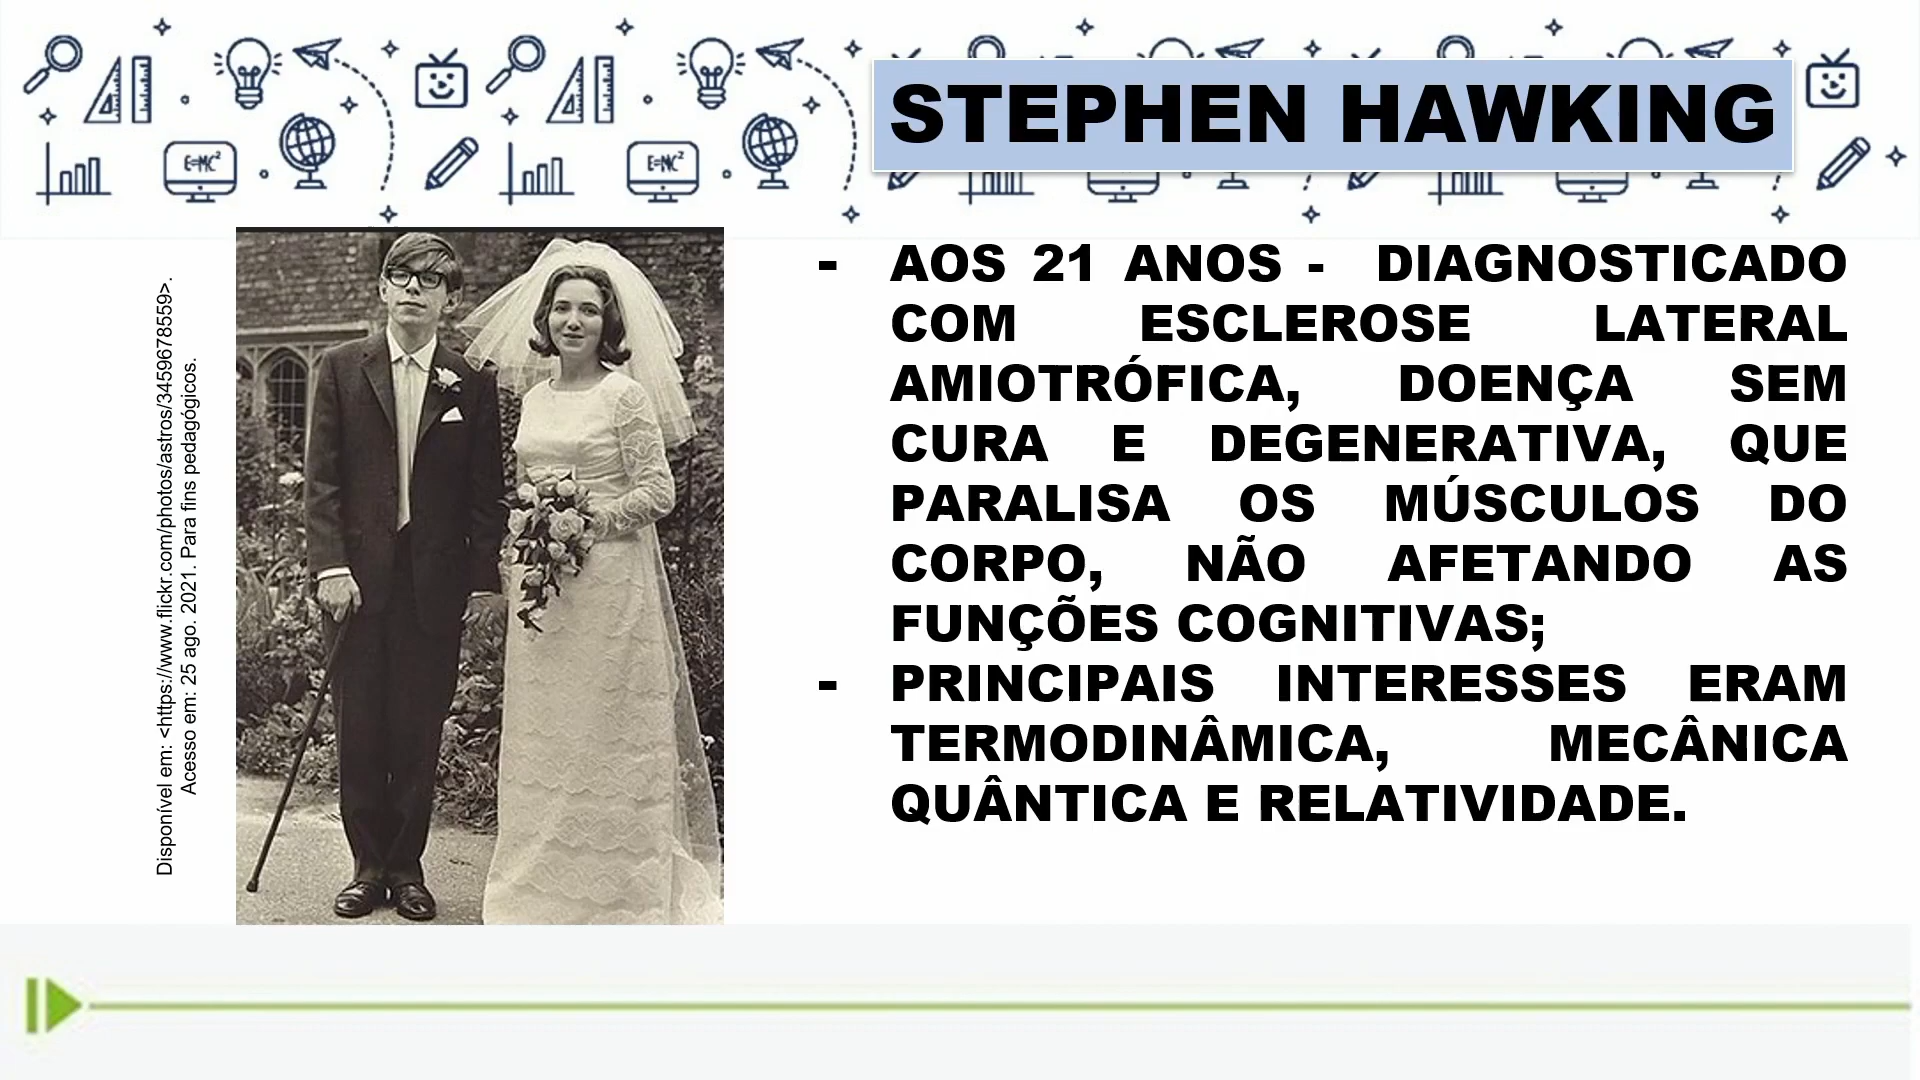 STEPHEN HAWKING
E=MC²
E=MC²
- AOS 21 ANOS - DIAGNOSTICADO
COM ESCLEROSE LATERAL
AMIOTRÓFICA, DOENÇA SEM
CURA E DEGENERATIVA, QUE
PARALISA OS MÚSCULOS DO
CORPO, NÃO AFETANDO AS
FUNÇÕES COGNITIVAS;
- PRINCIPAIS INTERESSES ERAM
TERMODINÂMICA, MECÂNICA
QUÂNTICA E RELATIVIDADE.
Disponível em: <https://www.flickr.com/photos/astros/3459678559>.
Acesso em: 25 ago. 2021. Para fins pedagógicos.